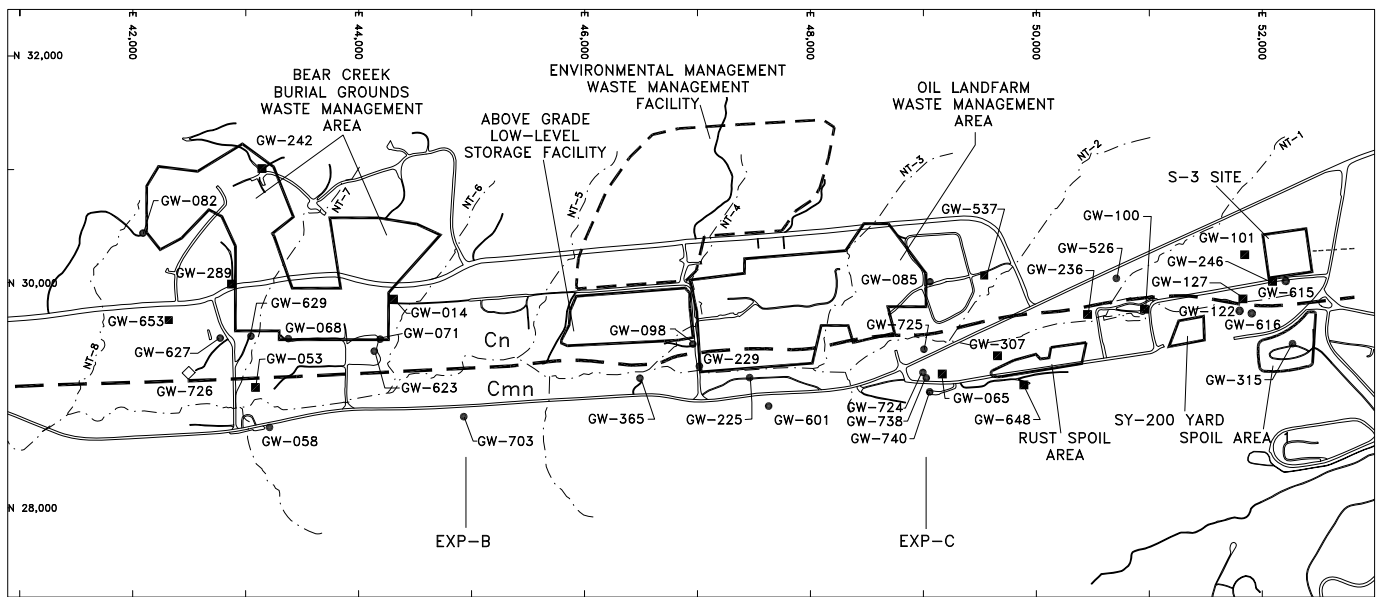 E 42,000
E 44,000
E 46,000
E 48,000
E 50,000
E 52,000
N 32,000
BEAR CREEK
BURIAL GROUNDS
WASTE MANAGEMENT
AREA
ENVIRONMENTAL MANAGEMENT
WASTE MANAGEMENT
FACILITY
OIL LANDFARM
WASTE MANAGEMENT
AREA
ABOVE GRADE
LOW-LEVEL
STORAGE FACILITY
GW-242
GW-082
NT-7
NT-6
NT-5
NT-4
NT-3
NT-2
NT-1
S-3 SITE
GW-537
GW-100
GW-526
GW-236
GW-101
GW-246
GW-127
GW-615
GW-122
GW-616
N 30,000
GW-289
GW-629
GW-085
GW-653
GW-068
GW-014
GW-071
GW-098
GW-725
GW-307
GW-627
GW-053
Cn
GW-229
NT-8
GW-726
GW-623
Cmn
GW-315
GW-365
GW-225
GW-601
GW-724
GW-738
GW-740
GW-065
GW-648
RUST SPOIL
AREA
SY-200 YARD
SPOIL AREA
GW-058
GW-703
N 28,000
EXP-B
EXP-C